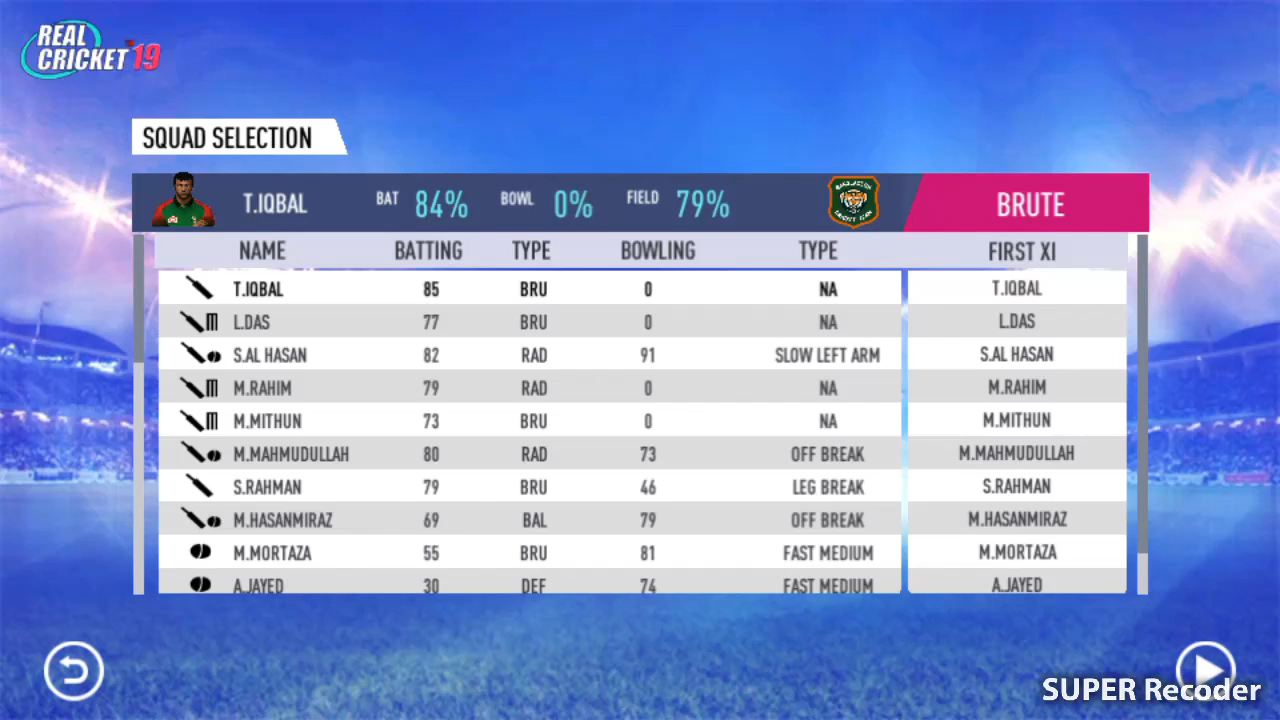 REAL
CRICKET'19
SQUAD SELECTION
T.IQBAL BAT 84% BOWL 0% FIELD 79% BRUTE
NAME BATTING TYPE BOWLING TYPE FIRST XI
T.IQBAL 85 BRU 0 NA T.IQBAL
L.DAS 77 BRU 0 NA L.DAS
S.AL HASAN 82 RAD 91 SLOW LEFT ARM S.AL HASAN
M.RAHIM 79 RAD 0 NA M.RAHIM
M.MITHUN 73 BRU 0 NA M.MITHUN
M.MAHMUDULLAH 80 RAD 73 OFF BREAK M.MAHMUDULLAH
S.RAHMAN 79 BRU 46 LEG BREAK S.RAHMAN
M.HASANMIRAZ 69 BAL 79 OFF BREAK M.HASANMIRAZ
M.MORTAZA 55 BRU 81 FAST MEDIUM M.MORTAZA
A.JAYED 30 DEF 74 FAST MEDIUM A.JAYED
SUPER Recoder